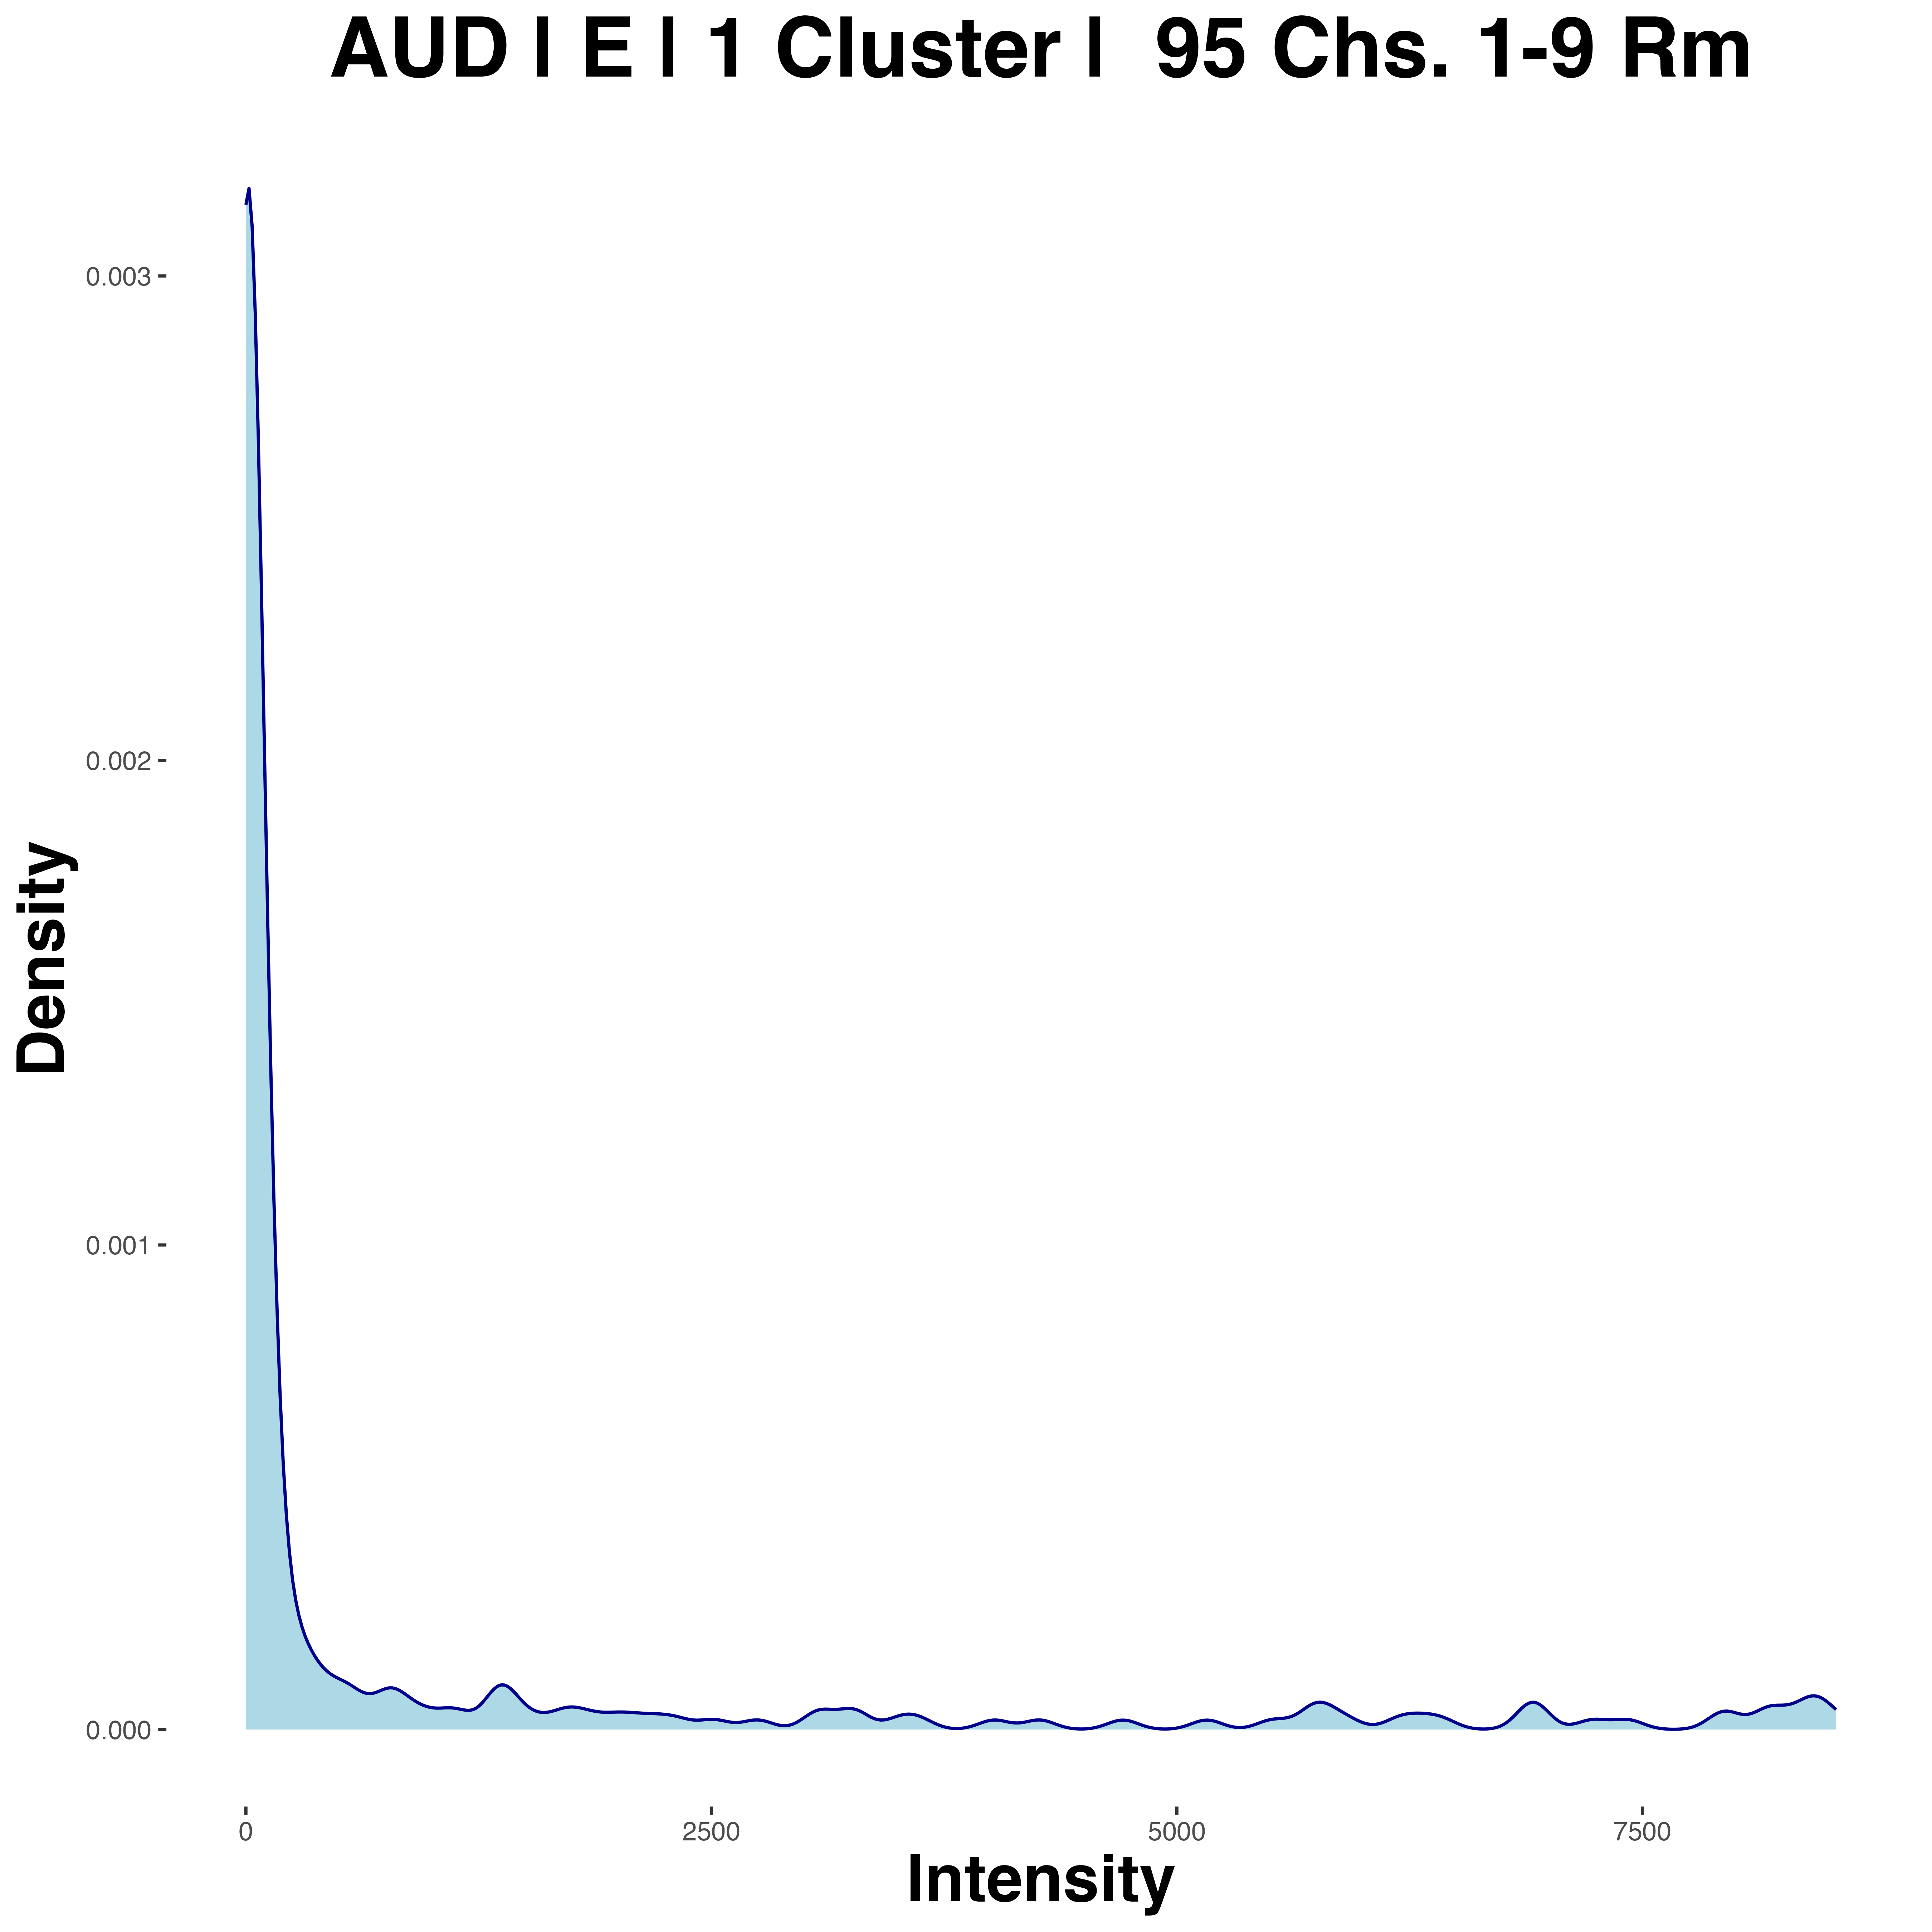 AUD | E | 1 Cluster | 95 Chs. 1-9 Rm
Density
0.003
0.002
0.001
0.000
0 2500 5000 7500
Intensity